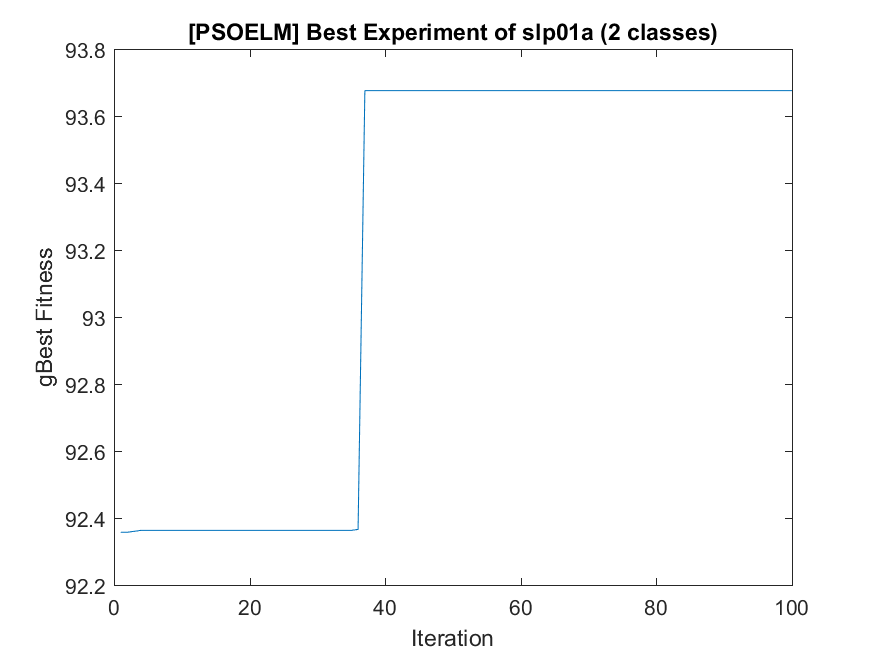 [PSOELM] Best Experiment of slp01a (2 classes)
93.8
93.6
93.4
93.2
93
92.8
92.6
92.4
92.2
gBest Fitness
0 20 40 60 80 100
Iteration